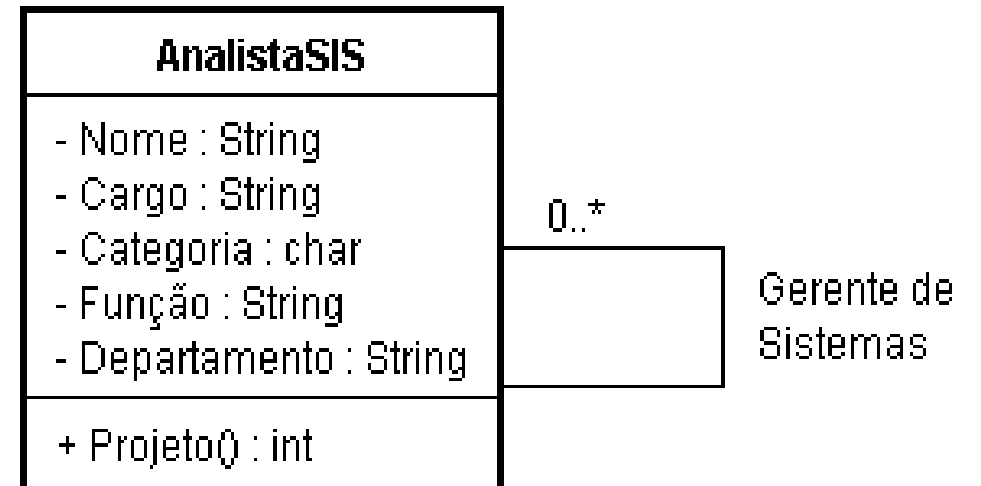 AnalistaSIS
- Nome : String
- Cargo : String
- Categoria : char
- Função : String
- Departamento : String
+ Projeto() : int
0..*
Gerente de
Sistemas